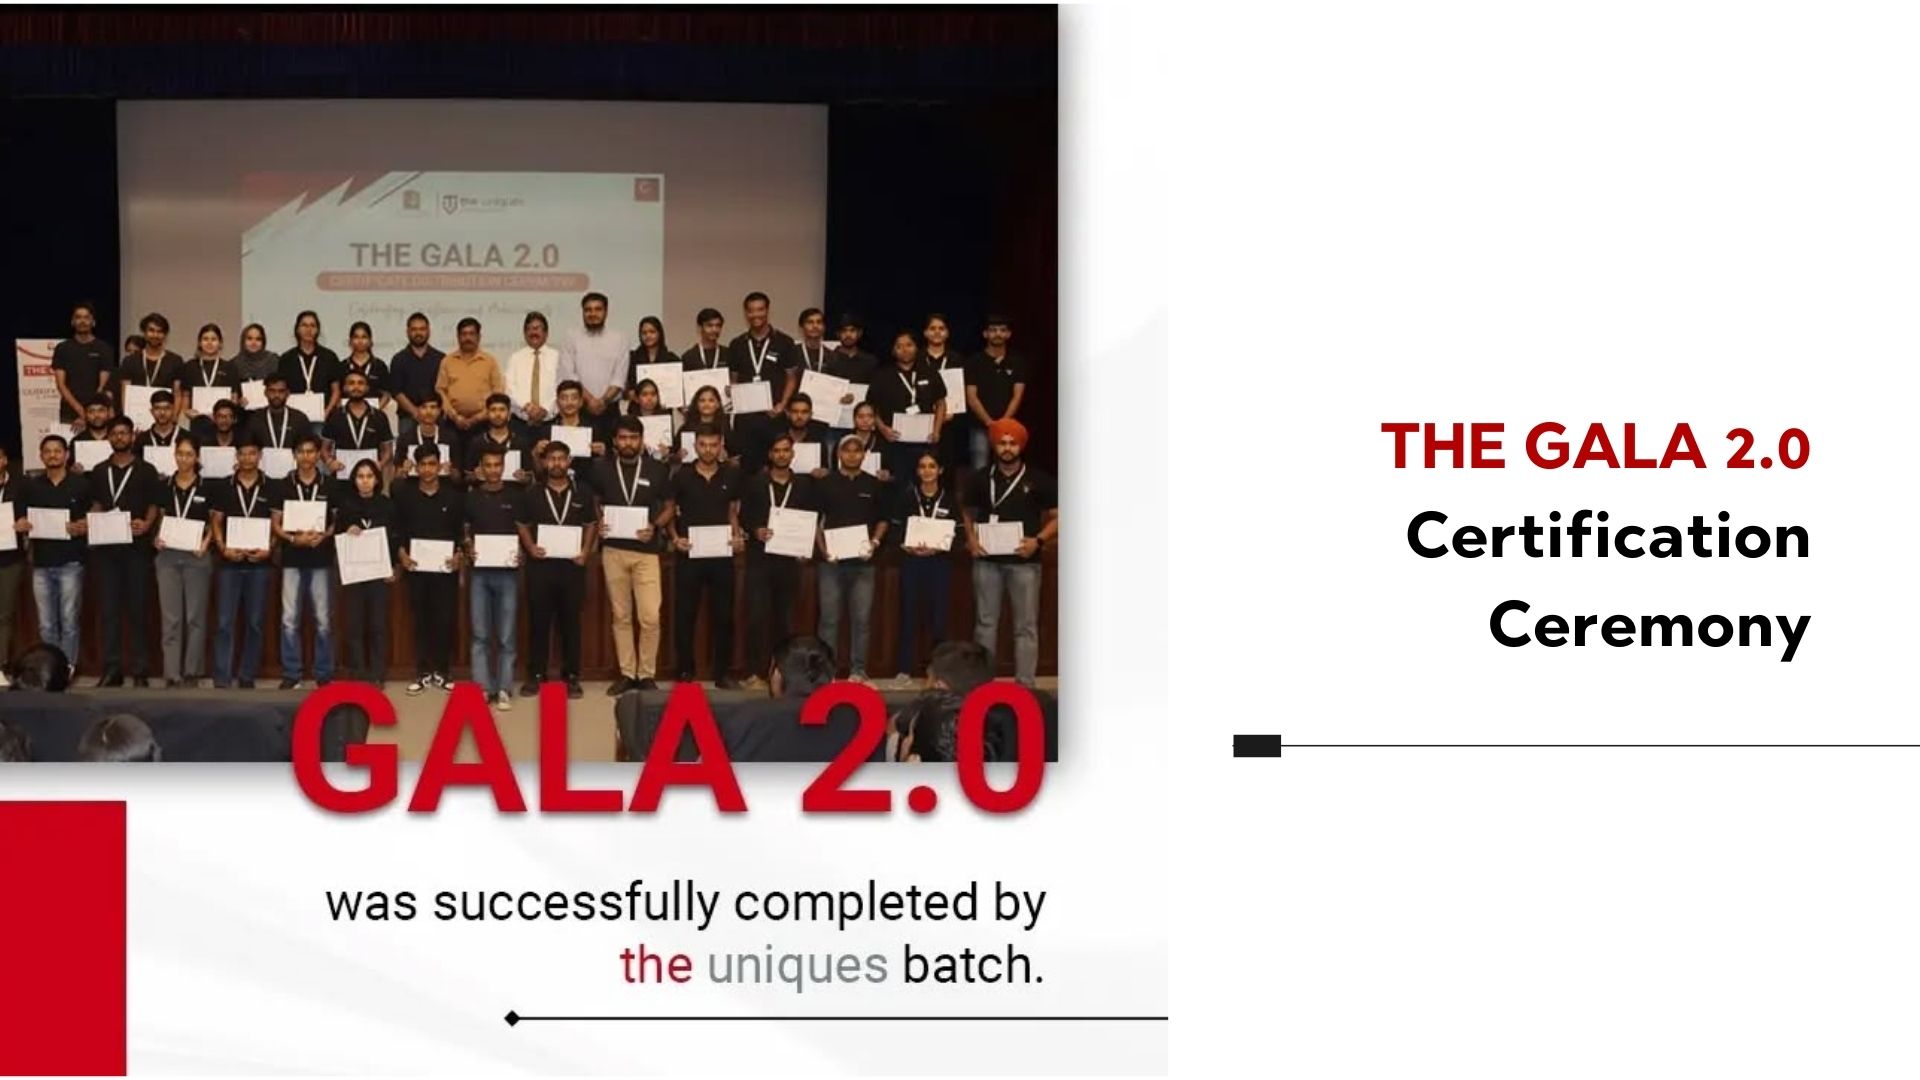 the uniques
THE GALA 2.0
CERTIFICATE DISTRIBUTION CEREMONY
GALA 2.0
was successfully completed by
the uniques batch.
THE GALA 2.0
Certification
Ceremony